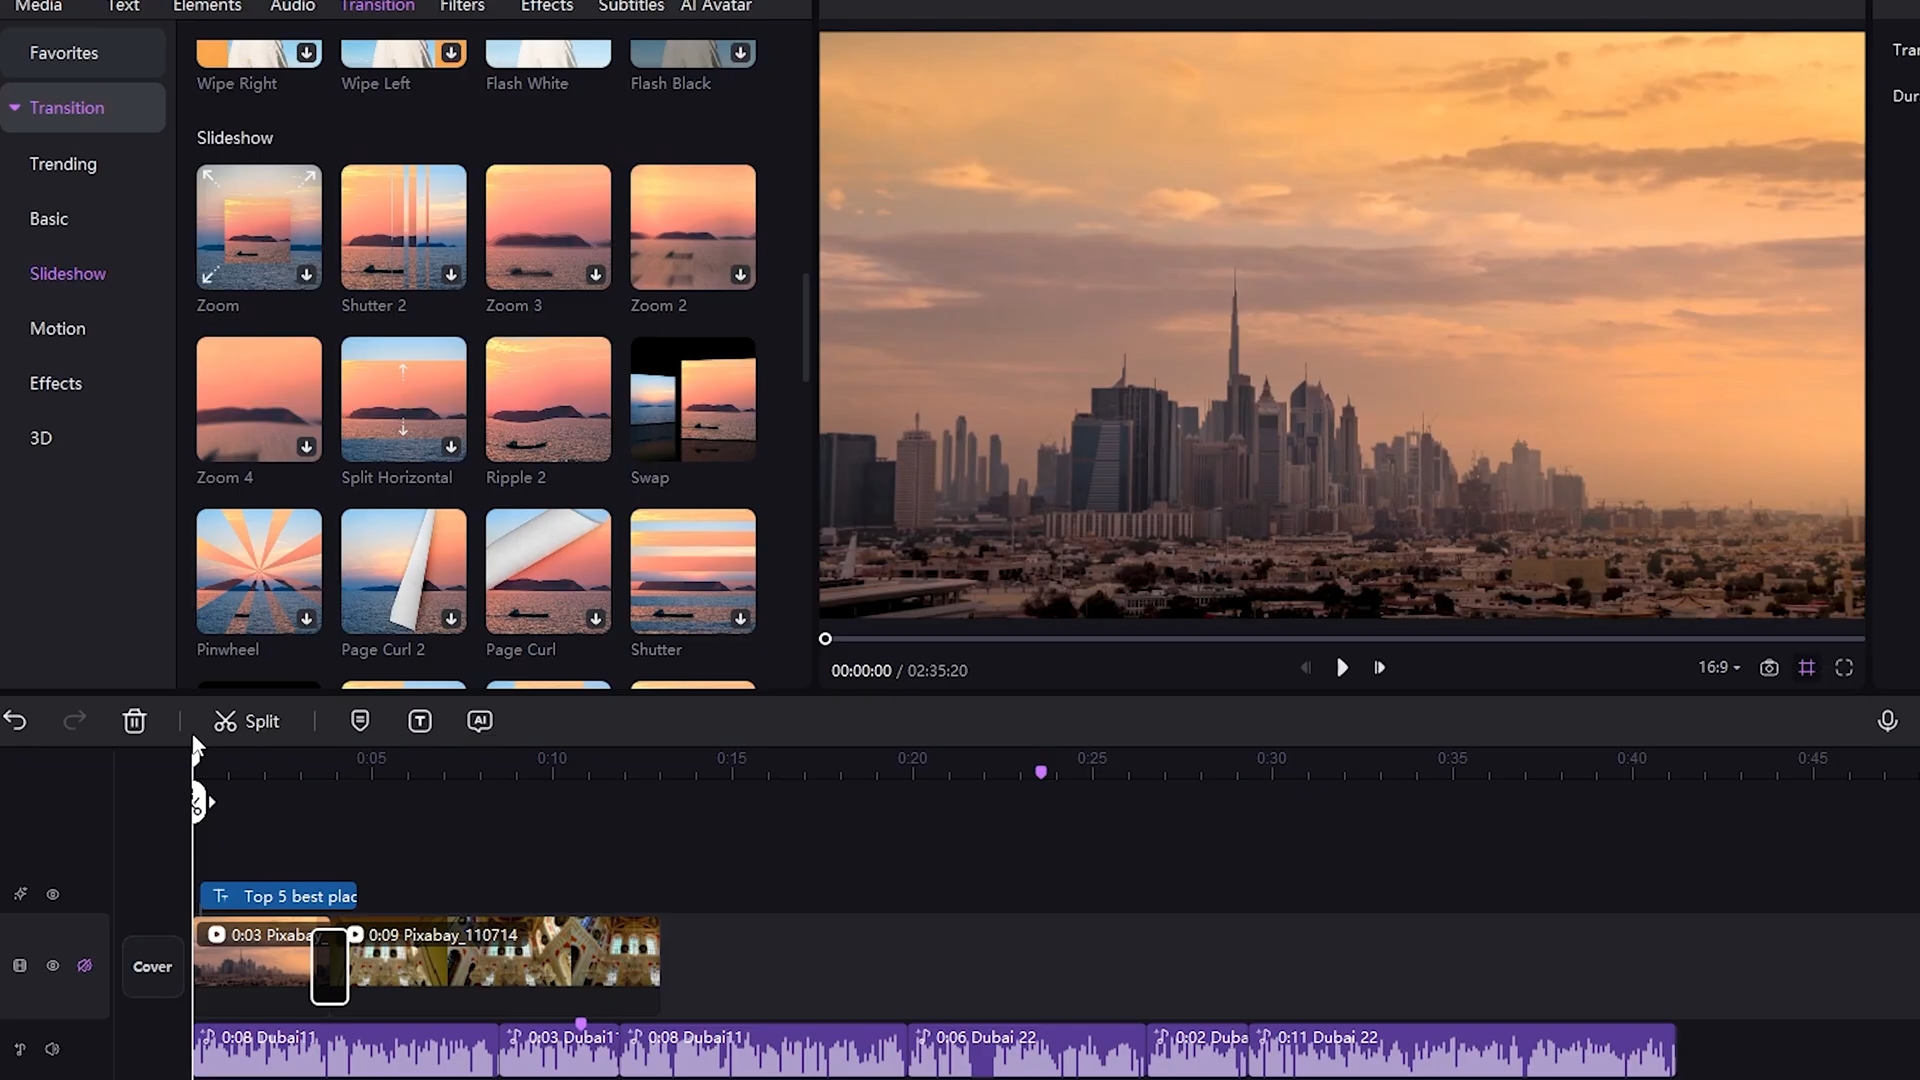 Media Text Elements Audio Transition Filters Effects Subtitles AI Avatar
Favorites
Transition
Trending
Basic
Slideshow
Motion
Effects
3D
Wipe Right Wipe Left Flash White Flash Black
Slideshow
Zoom Shutter 2 Zoom 3 Zoom 2
Zoom 4 Split Horizontal Ripple 2 Swap
Pinwheel Page Curl 2 Page Curl Shutter
Tran
Dur
00:00:00 / 02:35:20
16:9
Split
AI
0:05 0:10 0:15 0:20 0:25 0:30 0:35 0:40 0:45
Top 5 best plac
0:03 Pixabay_ 0:09 Pixabay_110714
Cover
0:08 Dubai11 0:03 Dubai1 0:08 Dubai11 0:06 Dubai 22 0:02 Duba 0:11 Dubai 22